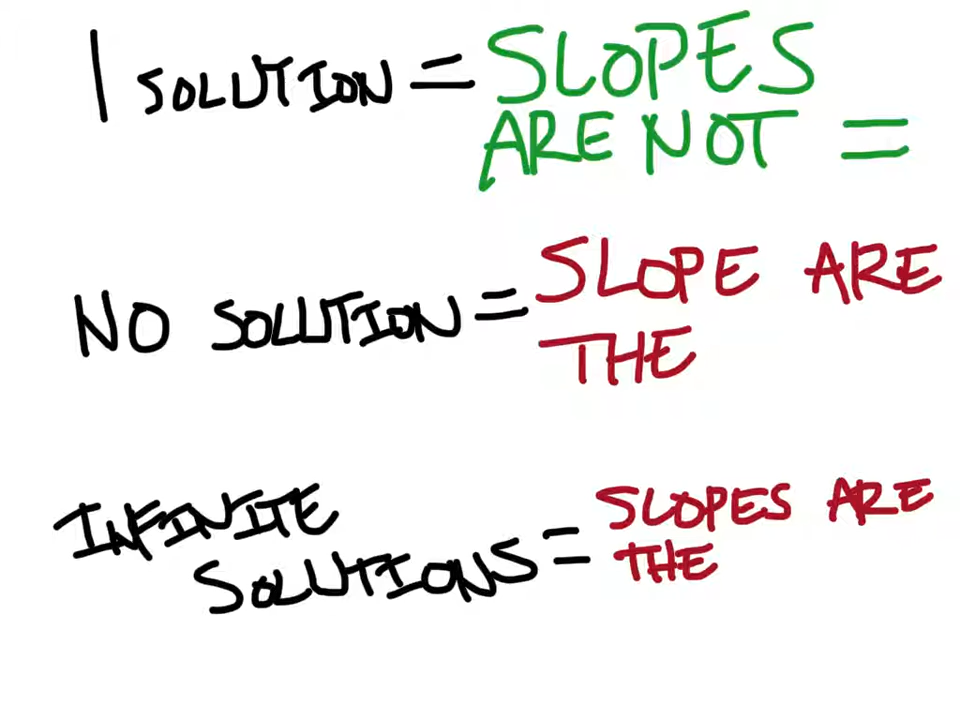 1 SOLUTION = SLOPES
ARE NOT =
NO SOLUTION = SLOPE ARE
THE
INFINITE
SOLUTIONS = SLOPES ARE
THE